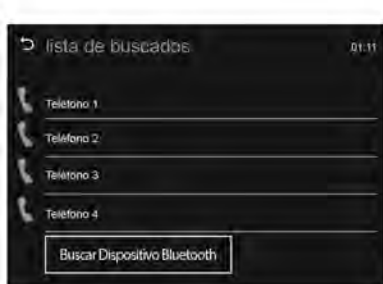 lista de buscados 01:11
Teléfono 1
Teléfono 2
Teléfono 3
Teléfono 4
Buscar Dispositivo Bluetooth